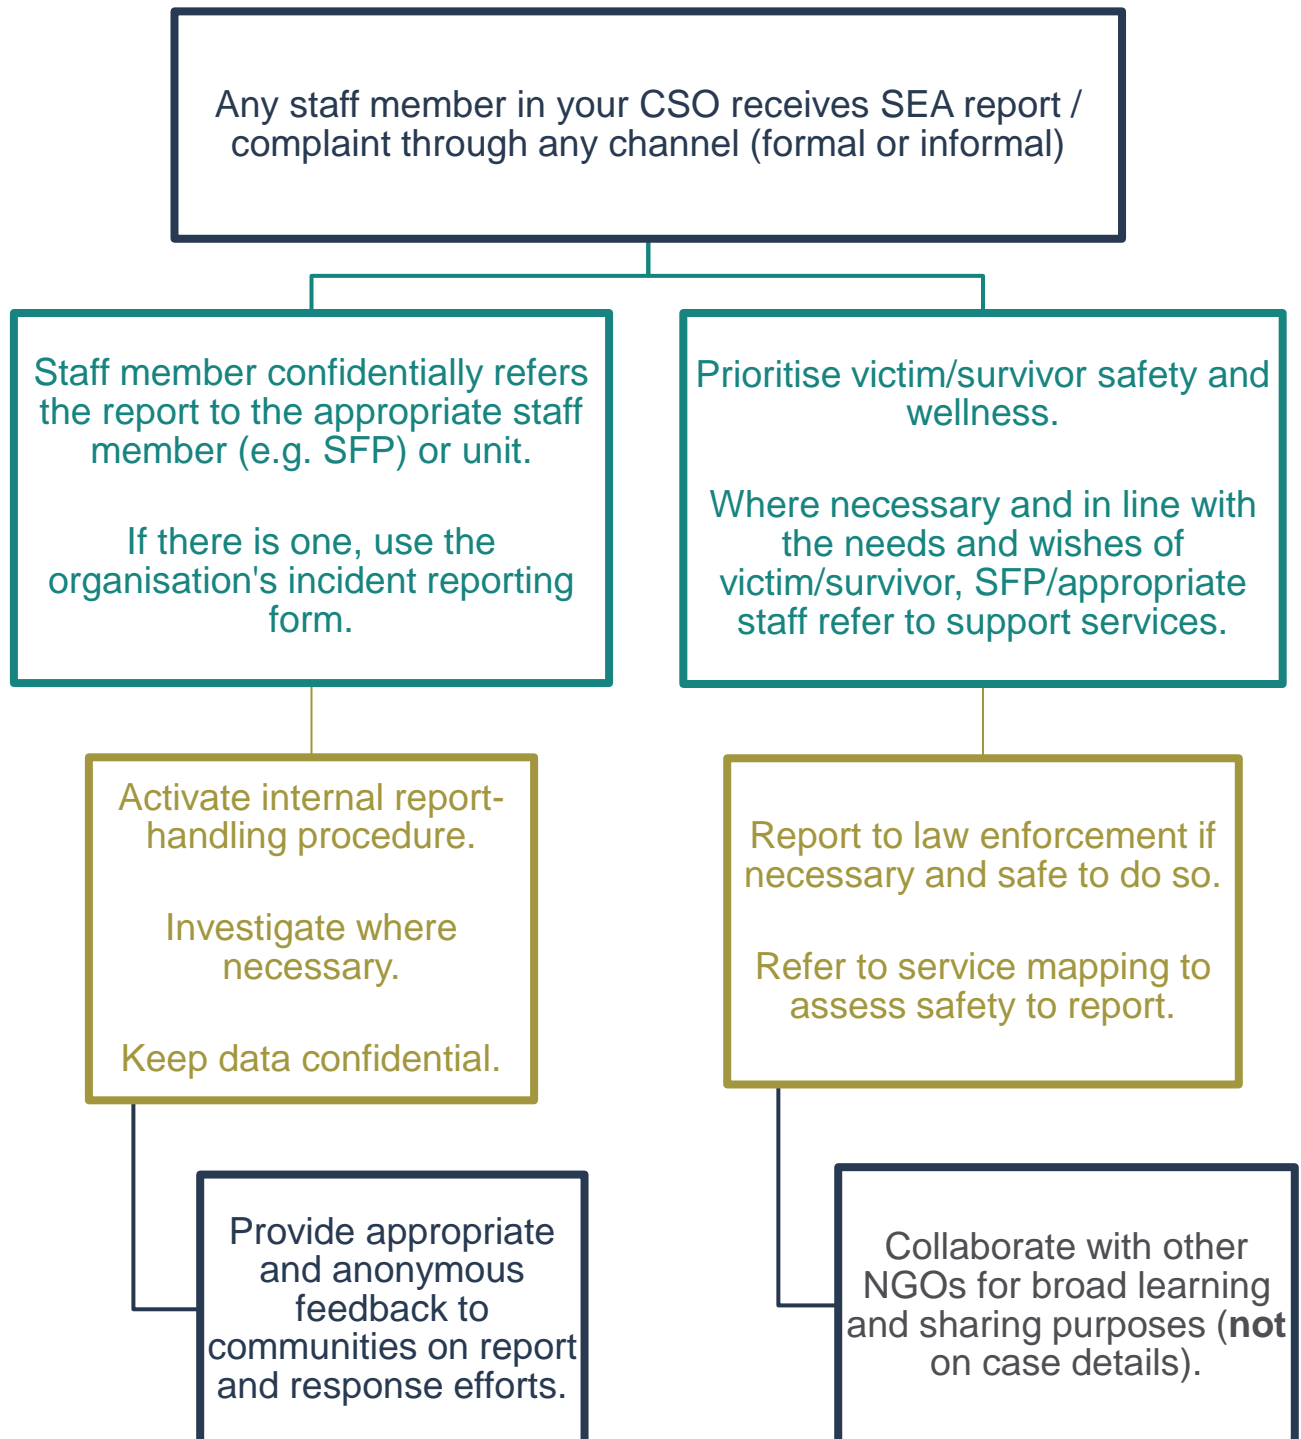 Any staff member in your CSO receives SEA report /
complaint through any channel (formal or informal)
Staff member confidentially refers
the report to the appropriate staff
member (e.g. SFP) or unit.
If there is one, use the
organisation's incident reporting
form.
Prioritise victim/survivor safety and
wellness.
Where necessary and in line with
the needs and wishes of
victim/survivor, SFP/appropriate
staff refer to support services.
Activate internal report-
handling procedure.
Investigate where
necessary.
Keep data confidential.
Report to law enforcement if
necessary and safe to do so.
Refer to service mapping to
assess safety to report.
Provide appropriate
and anonymous
feedback to
communities on report
and response efforts.
Collaborate with other
NGOs for broad learning
and sharing purposes (not
on case details).